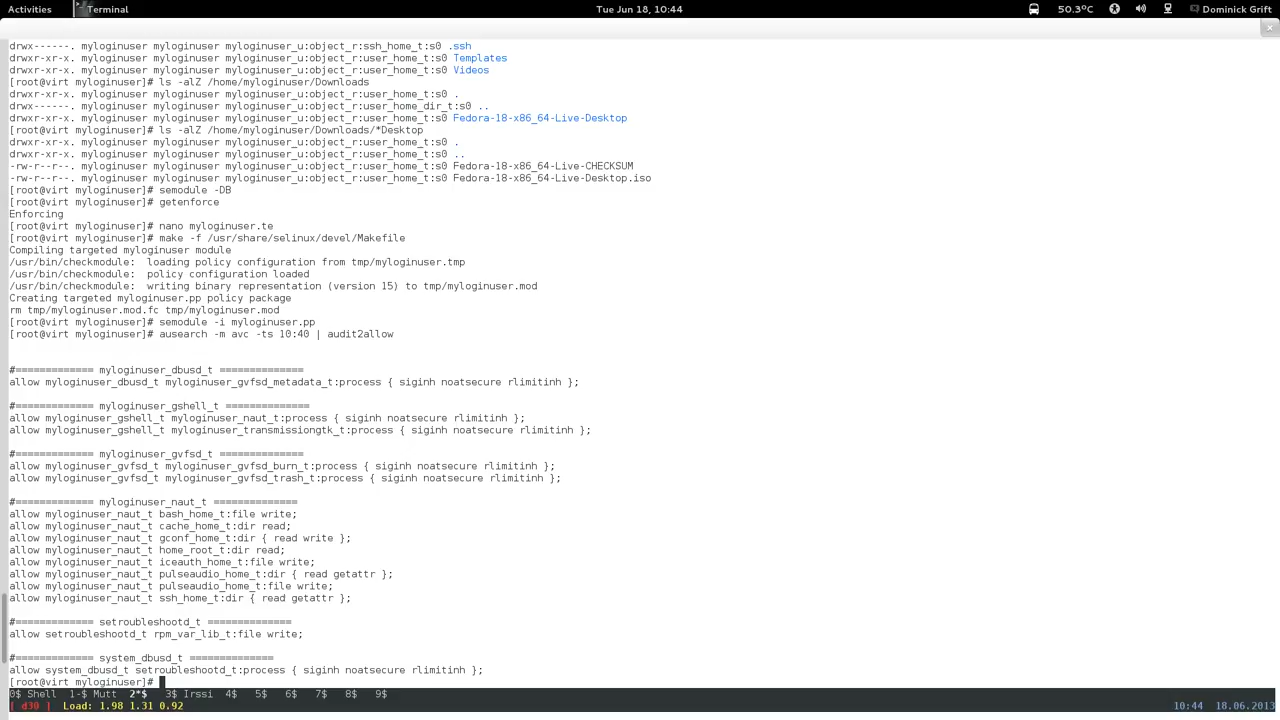 Activities
Terminal
Tue Jun 18, 10:44
50.3°C
Dominick Grift
drwx------. myloginuser myloginuser myloginuser_u:object_r:ssh_home_t:s0 .ssh
drwxr-xr-x. myloginuser myloginuser myloginuser_u:object_r:user_home_t:s0 Templates
drwxr-xr-x. myloginuser myloginuser myloginuser_u:object_r:user_home_t:s0 Videos
[root@virt myloginuser]# ls -alZ /home/myloginuser/Downloads
drwxr-xr-x. myloginuser myloginuser myloginuser_u:object_r:user_home_t:s0 .
drwx------. myloginuser myloginuser myloginuser_u:object_r:user_home_dir_t:s0 ..
drwxr-xr-x. myloginuser myloginuser myloginuser_u:object_r:user_home_t:s0 Fedora-18-x86_64-Live-Desktop
[root@virt myloginuser]# ls -alZ /home/myloginuser/Downloads/*Desktop
drwxr-xr-x. myloginuser myloginuser myloginuser_u:object_r:user_home_t:s0 .
drwxr-xr-x. myloginuser myloginuser myloginuser_u:object_r:user_home_t:s0 ..
-rw-r--r--. myloginuser myloginuser myloginuser_u:object_r:user_home_t:s0 Fedora-18-x86_64-Live-CHECKSUM
-rw-r--r--. myloginuser myloginuser myloginuser_u:object_r:user_home_t:s0 Fedora-18-x86_64-Live-Desktop.iso
[root@virt myloginuser]# semodule -DB
[root@virt myloginuser]# getenforce
Enforcing
[root@virt myloginuser]# nano myloginuser.te
[root@virt myloginuser]# make -f /usr/share/selinux/devel/Makefile
Compiling targeted myloginuser module
/usr/bin/checkmodule:  loading policy configuration from tmp/myloginuser.tmp
/usr/bin/checkmodule:  policy configuration loaded
/usr/bin/checkmodule:  writing binary representation (version 15) to tmp/myloginuser.mod
Creating targeted myloginuser.pp policy package
rm tmp/myloginuser.mod.fc tmp/myloginuser.mod
[root@virt myloginuser]# semodule -i myloginuser.pp
[root@virt myloginuser]# ausearch -m avc -ts 10:40 | audit2allow
#============= myloginuser_dbusd_t ==============
allow myloginuser_dbusd_t myloginuser_gvfsd_metadata_t:process { siginh noatsecure rlimitinh };
#============= myloginuser_gshell_t ==============
allow myloginuser_gshell_t myloginuser_naut_t:process { siginh noatsecure rlimitinh };
allow myloginuser_gshell_t myloginuser_transmissiongtk_t:process { siginh noatsecure rlimitinh };
#============= myloginuser_gvfsd_t ==============
allow myloginuser_gvfsd_t myloginuser_gvfsd_burn_t:process { siginh noatsecure rlimitinh };
allow myloginuser_gvfsd_t myloginuser_gvfsd_trash_t:process { siginh noatsecure rlimitinh };
#============= myloginuser_naut_t ==============
allow myloginuser_naut_t bash_home_t:file write;
allow myloginuser_naut_t cache_home_t:dir read;
allow myloginuser_naut_t gconf_home_t:dir { read write };
allow myloginuser_naut_t home_root_t:dir read;
allow myloginuser_naut_t iceauth_home_t:file write;
allow myloginuser_naut_t pulseaudio_home_t:dir { read getattr };
allow myloginuser_naut_t pulseaudio_home_t:file write;
allow myloginuser_naut_t ssh_home_t:dir { read getattr };
#============= setroubleshootd_t ==============
allow setroubleshootd_t rpm_var_lib_t:file write;
#============= system_dbusd_t ==============
allow system_dbusd_t setroubleshootd_t:process { siginh noatsecure rlimitinh };
[root@virt myloginuser]#
0$ Shell  1-$ Mutt  2*$  3$ Irssi  4$  5$  6$  7$  8$  9$
[ d30 ]  Load: 1.98 1.31 0.92
10:44  18.06.2013